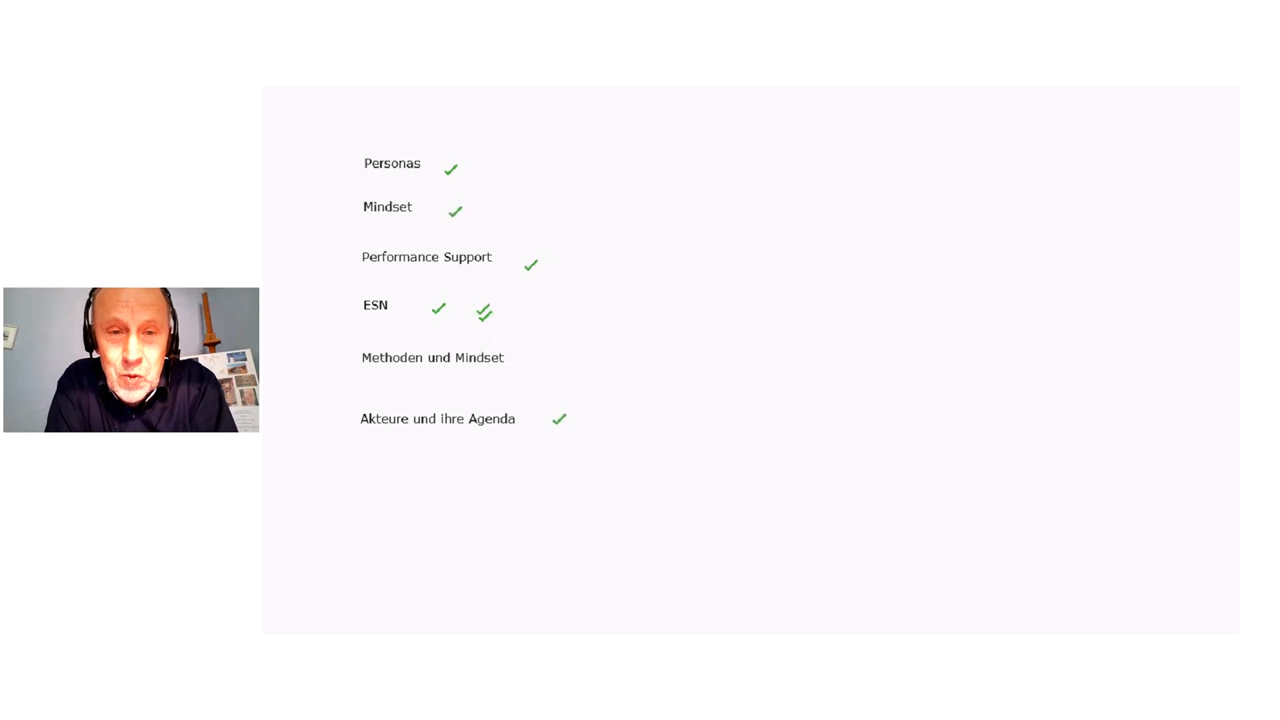 Personas
Mindset
Performance Support
ESN
Methoden und Mindset
Akteure und ihre Agenda